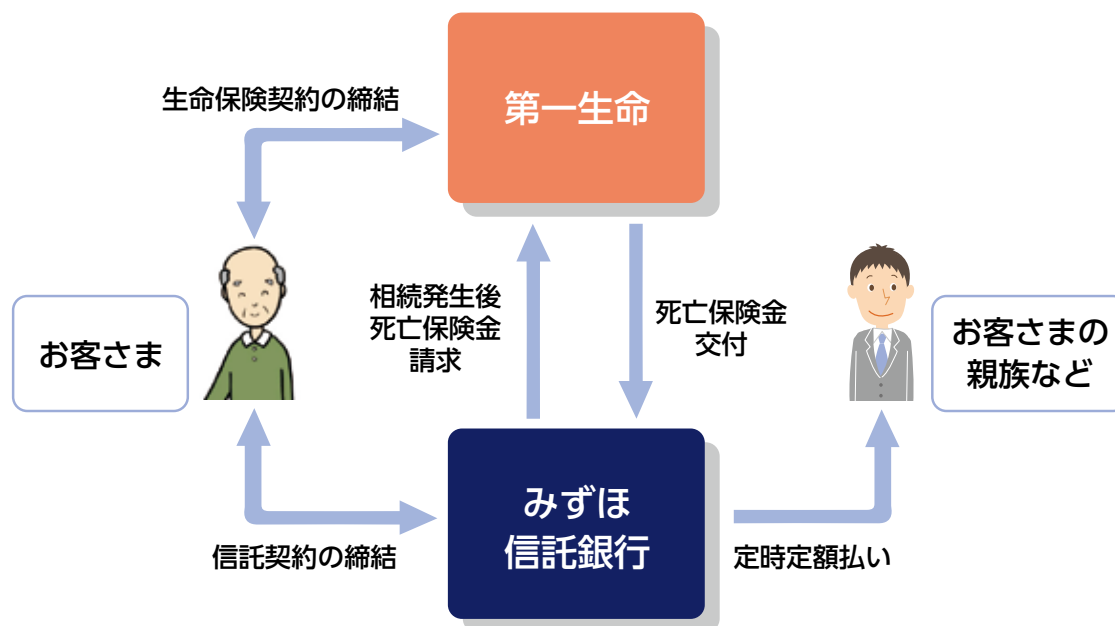 第一生命
生命保険契約の締結
相続発生後
死亡保険金
請求
死亡保険金
交付
お客さま
お客さまの
親族など
みずほ
信託銀行
信託契約の締結
定時定額払い